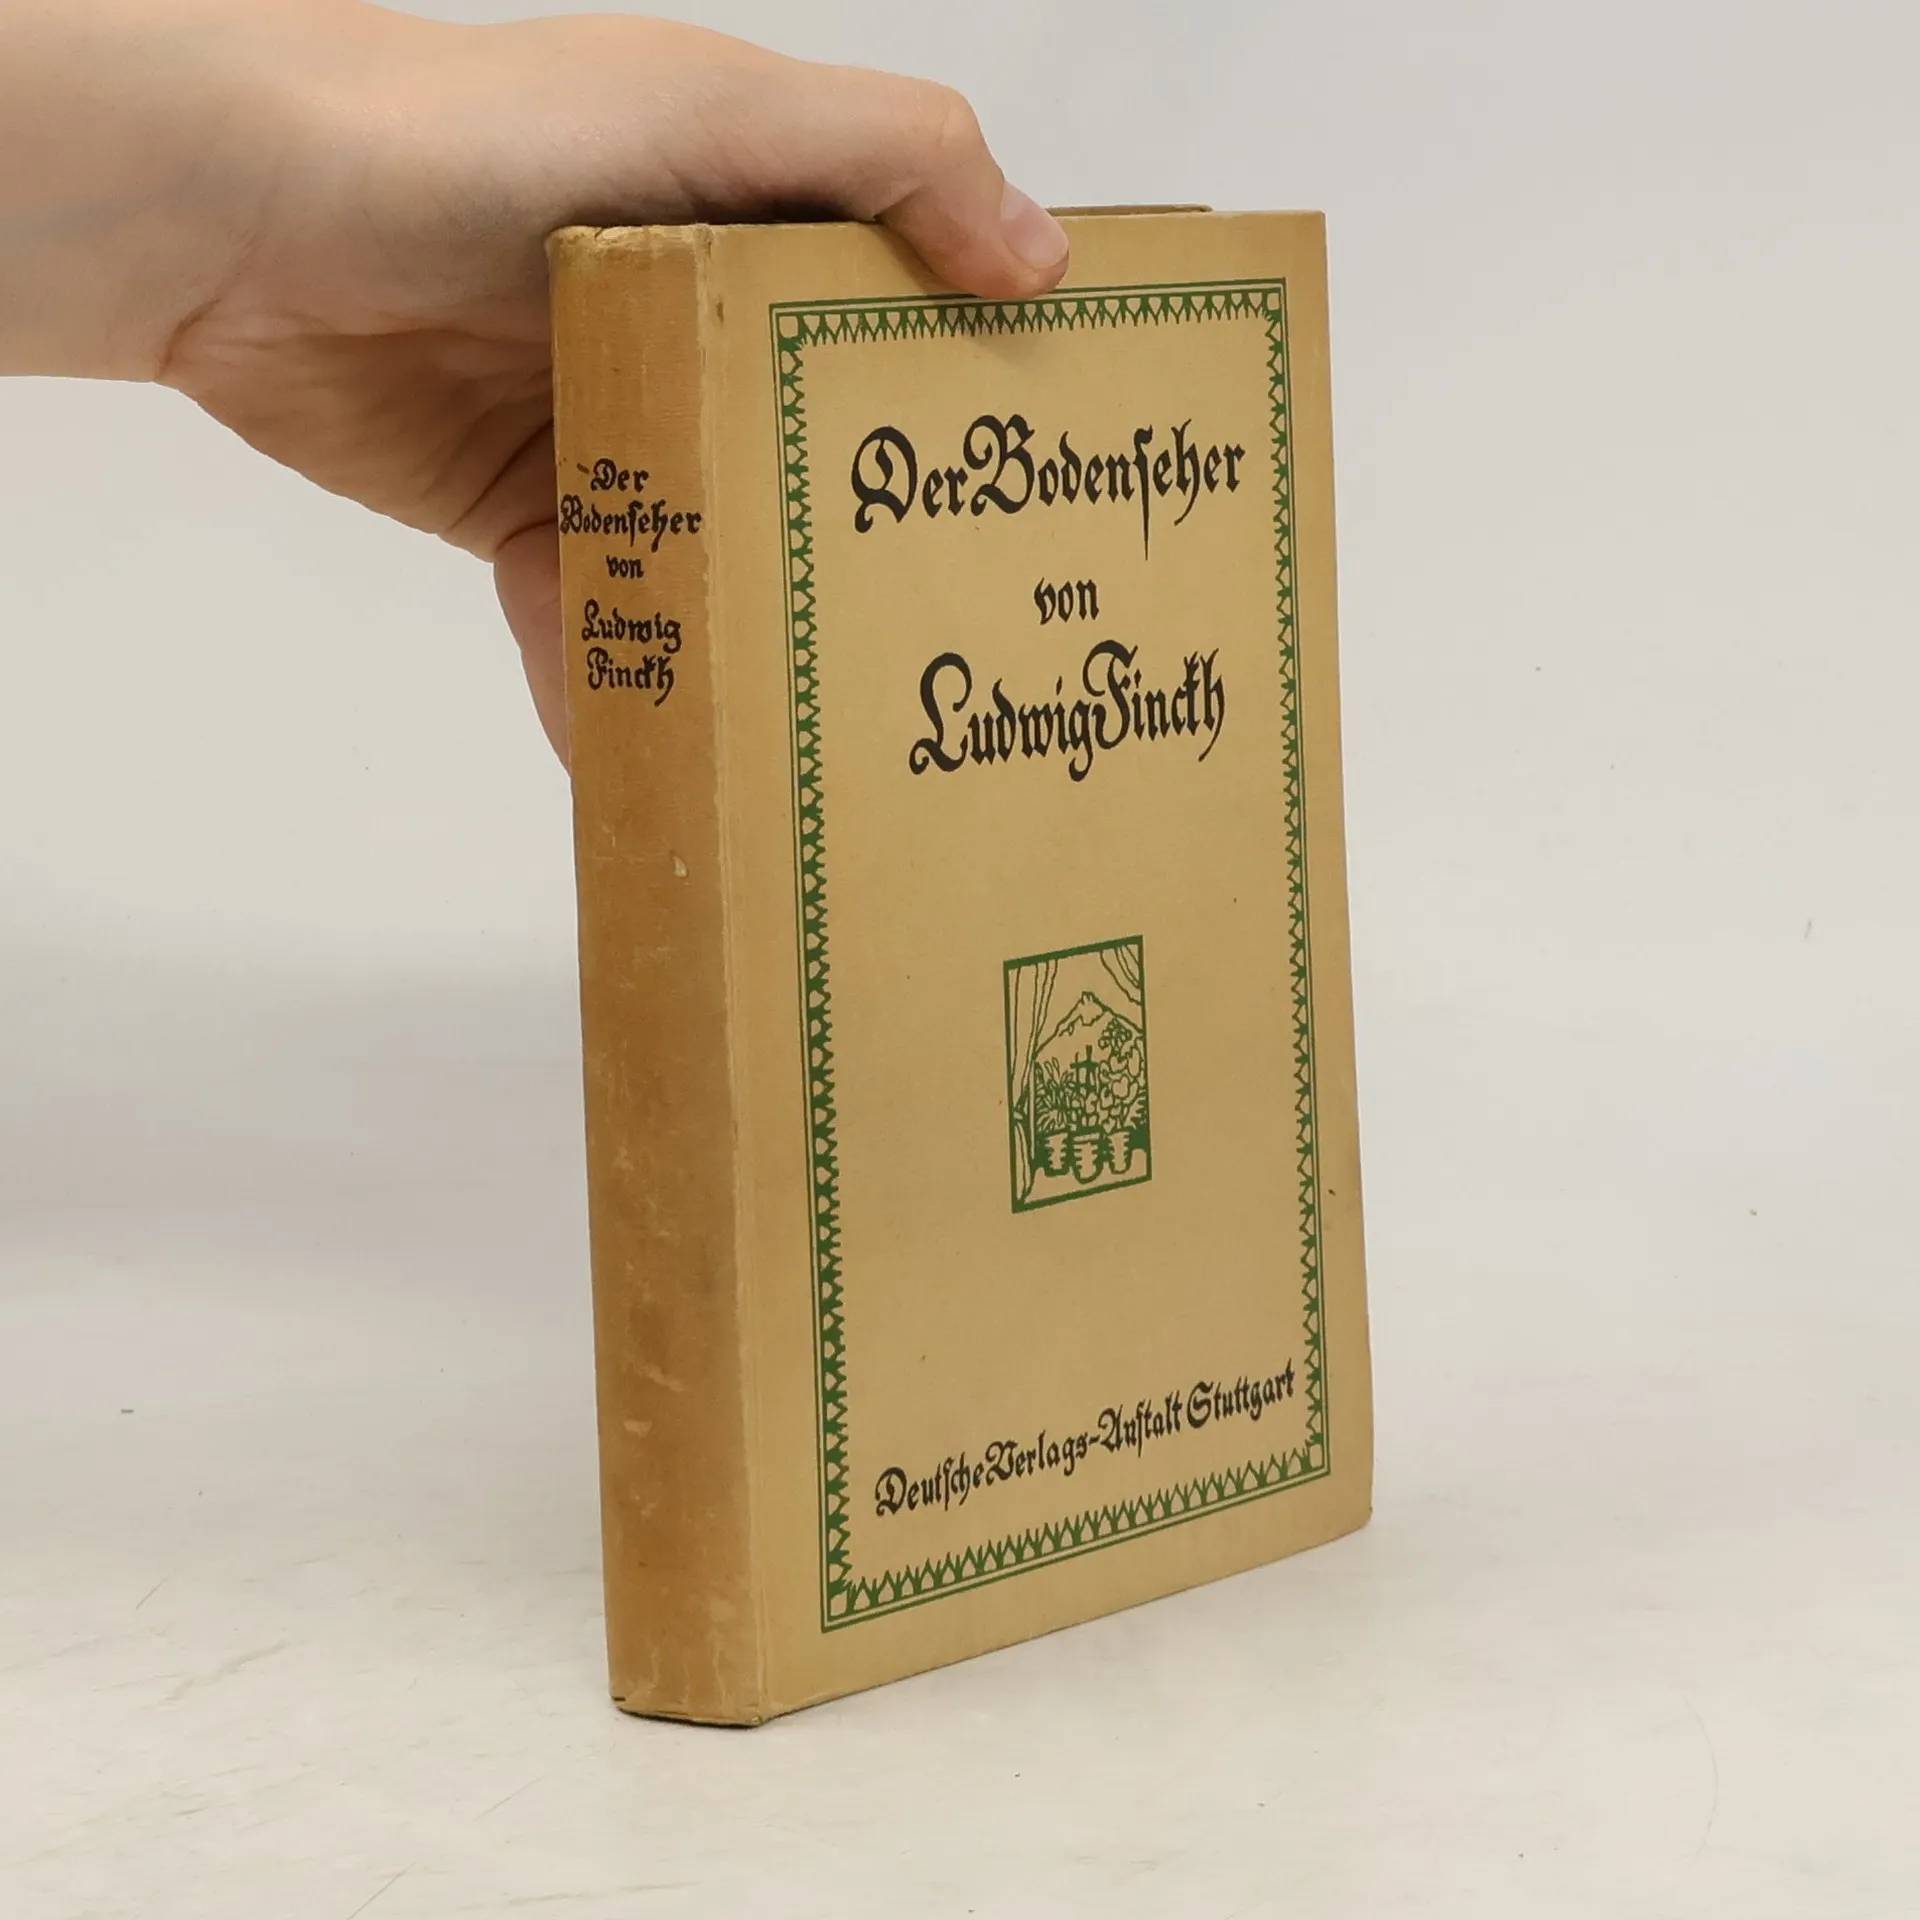 Der
Bodenſeher
von
Ludwig
Finckh
Der Bodenſeher
von
Ludwig Finckh
Deutſche Verlags-Anſtalt Stuttgart